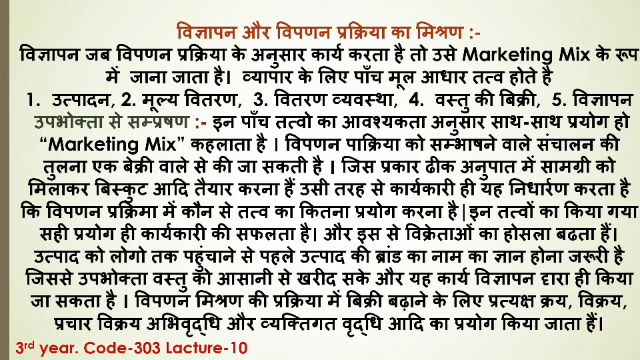 विज्ञापन और विपणन प्रक्रिया का मिश्रण :-
विज्ञापन जब विपणन प्रक्रिया के अनुसार कार्य करता है तो उसे Marketing Mix के रूप
में  जाना जाता है।  व्यापार के लिए पाँच मूल आधार तत्व होते है
1.  उत्पादन, 2. मूल्य वितरण,  3. वितरण व्यवस्था,  4.  वस्तु की बिक्री,  5. विज्ञापन
उपभोक्ता से सम्प्रषण :- इन पाँच तत्वो का आवश्यकता अनुसार साथ-साथ प्रयोग हो
“Marketing Mix” कहलाता है । विपणन पाक्रिया को सम्भाषने वाले संचालन की
तुलना एक बेक्री वाले से की जा सकती है । जिस प्रकार ढीक अनुपात में सामग्री को
मिलाकर बिस्कुट आदि तैयार करना हैं उसी तरह से कार्यकारी ही यह निधार्रण करता है
कि विपणन प्रक्रिमा में कौन से तत्व का कितना प्रयोग करना है|इन तत्वों का किया गया
सही प्रयोग ही कार्यकारी की सफलता है। और इस से विक्रेताओं का होसला बढता हैं।
उत्पाद को लोगो तक पहुंचाने से पहले उत्पाद की ब्रांड का नाम का ज्ञान होना जरूरी है
जिससे उपभोक्ता वस्तु को आसानी से खरीद सके और यह कार्य विज्ञापन दृारा ही किया
जा सकता है । विपणन मिश्रण की प्रक्रिया में बिक्री बढ़ाने के लिए प्रत्यक्ष क्रय, विक्रय,
प्रचार विक्रय अभिवृद्धि और व्यक्तिगत वृद्धि आदि का प्रयोग किया जाता हैं।
3rd year. Code-303 Lacture-10